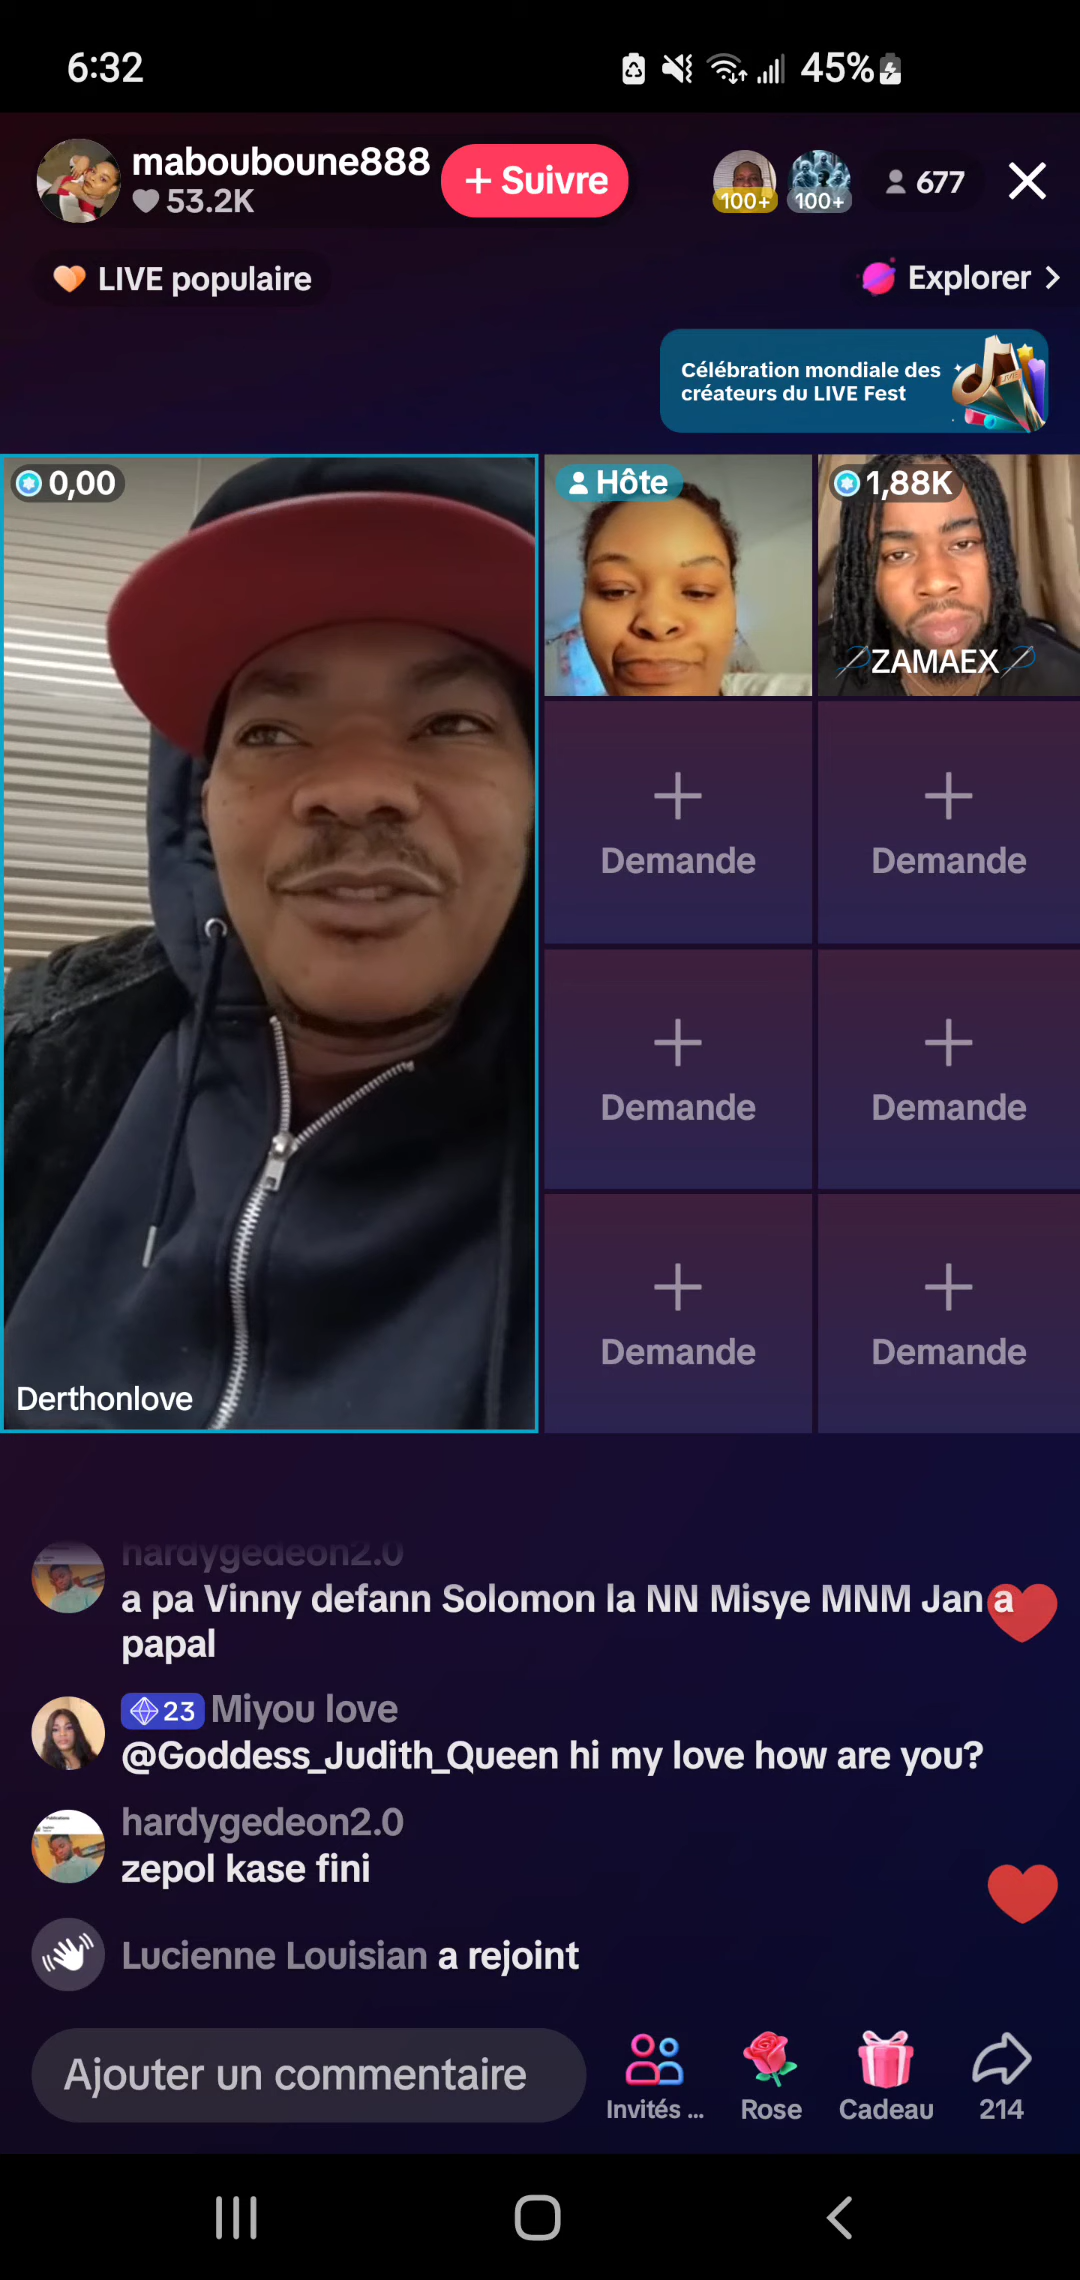 6:32
45%
mabouboune888
53.2K
+ Suivre
100+
100+
677
LIVE populaire
Explorer >
Célébration mondiale des
créateurs du LIVE Fest
0,00
Hôte
1,88K
ZAMAEX
Demande
Demande
Demande
Demande
Demande
Demande
Derthonlove
hardygedeon2.0
a pa Vinny defann Solomon la NN Misye MNM Jan a
papal
23 Miyou love
@Goddess_Judith_Queen hi my love how are you?
hardygedeon2.0
zepol kase fini
Lucienne Louisian a rejoint
Ajouter un commentaire
Invités ...
Rose
Cadeau
214